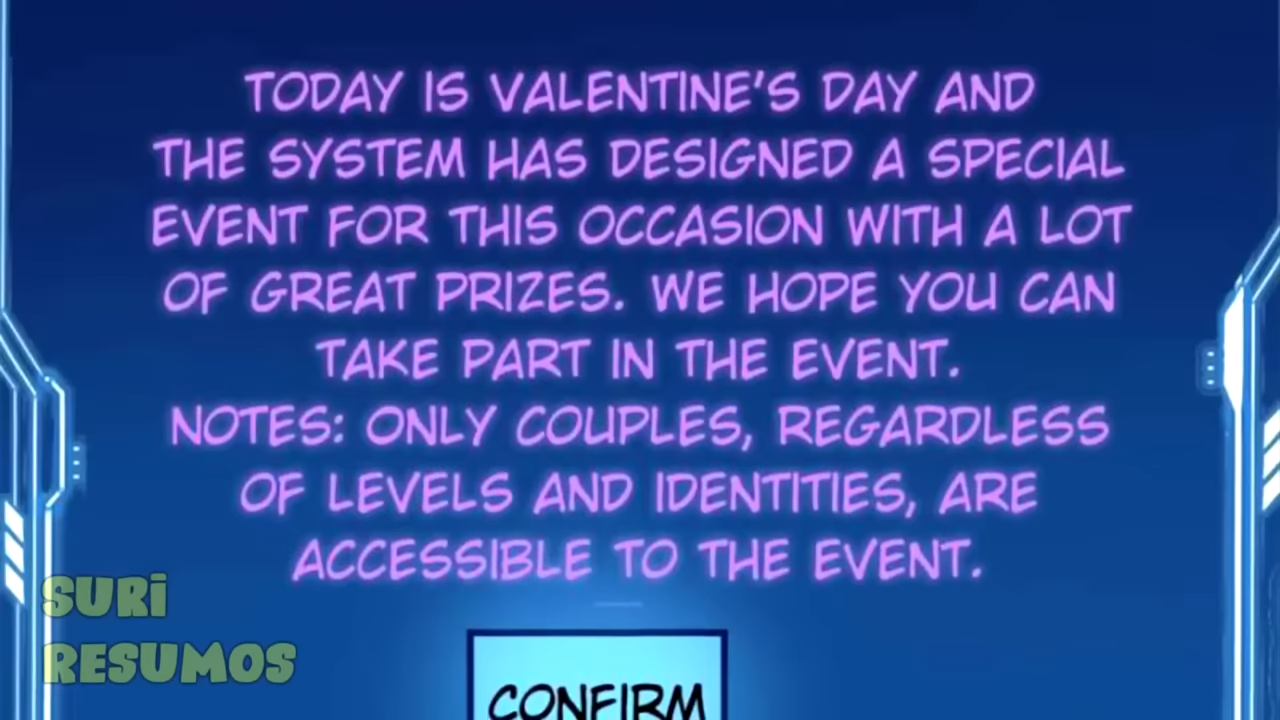 TODAY IS VALENTINE'S DAY AND
THE SYSTEM HAS DESIGNED A SPECIAL
EVENT FOR THIS OCCASION WITH A LOT
OF GREAT PRIZES. WE HOPE YOU CAN
TAKE PART IN THE EVENT.
NOTES: ONLY COUPLES, REGARDLESS
OF LEVELS AND IDENTITIES, ARE
ACCESSIBLE TO THE EVENT.
SURI
RESUMOS
CONFIRM